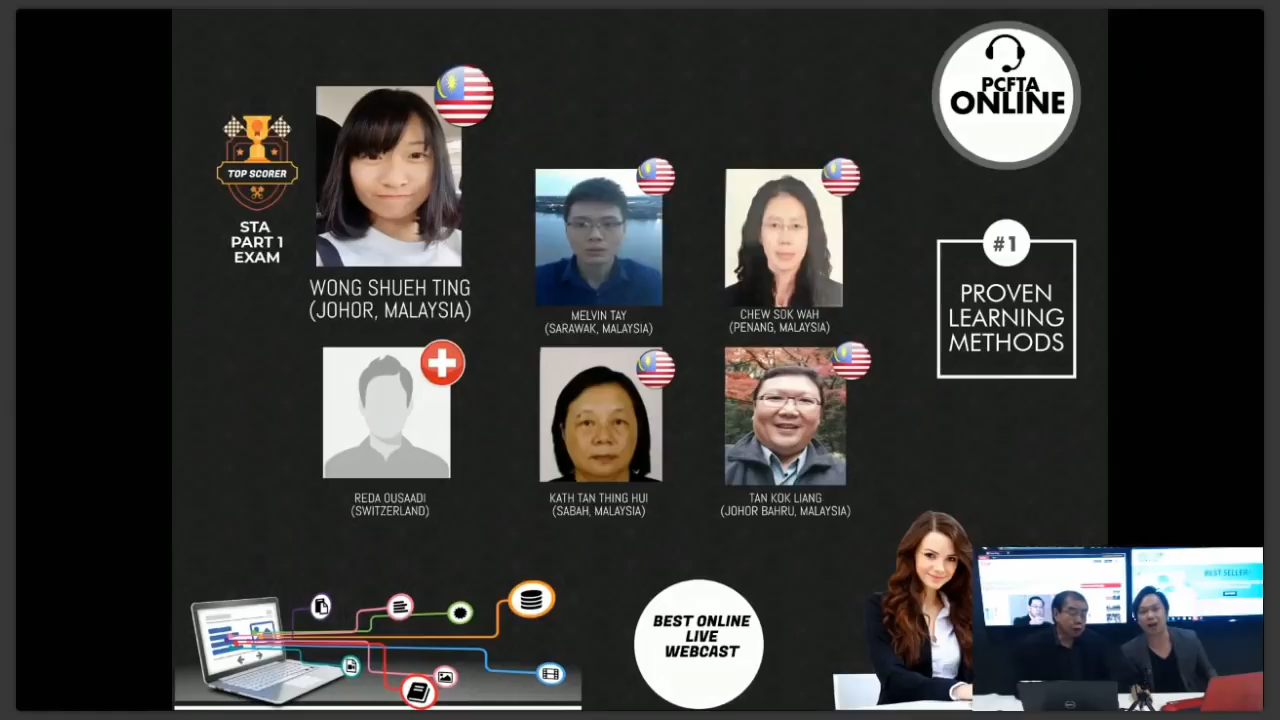 PCFTA
ONLINE
TOP SCORER
STA
PART 1
EXAM
WONG SHUEH TING
(JOHOR, MALAYSIA)
MELVIN TAY
(SARAWAK, MALAYSIA)
CHEW SOK WAH
(PENANG, MALAYSIA)
#1
PROVEN
LEARNING
METHODS
REDA OUSAADI
(SWITZERLAND)
KATH TAN THING HUI
(SABAH, MALAYSIA)
TAN KOK LIANG
(JOHOR BAHRU, MALAYSIA)
BEST ONLINE
LIVE
WEBCAST
BEST SELLER